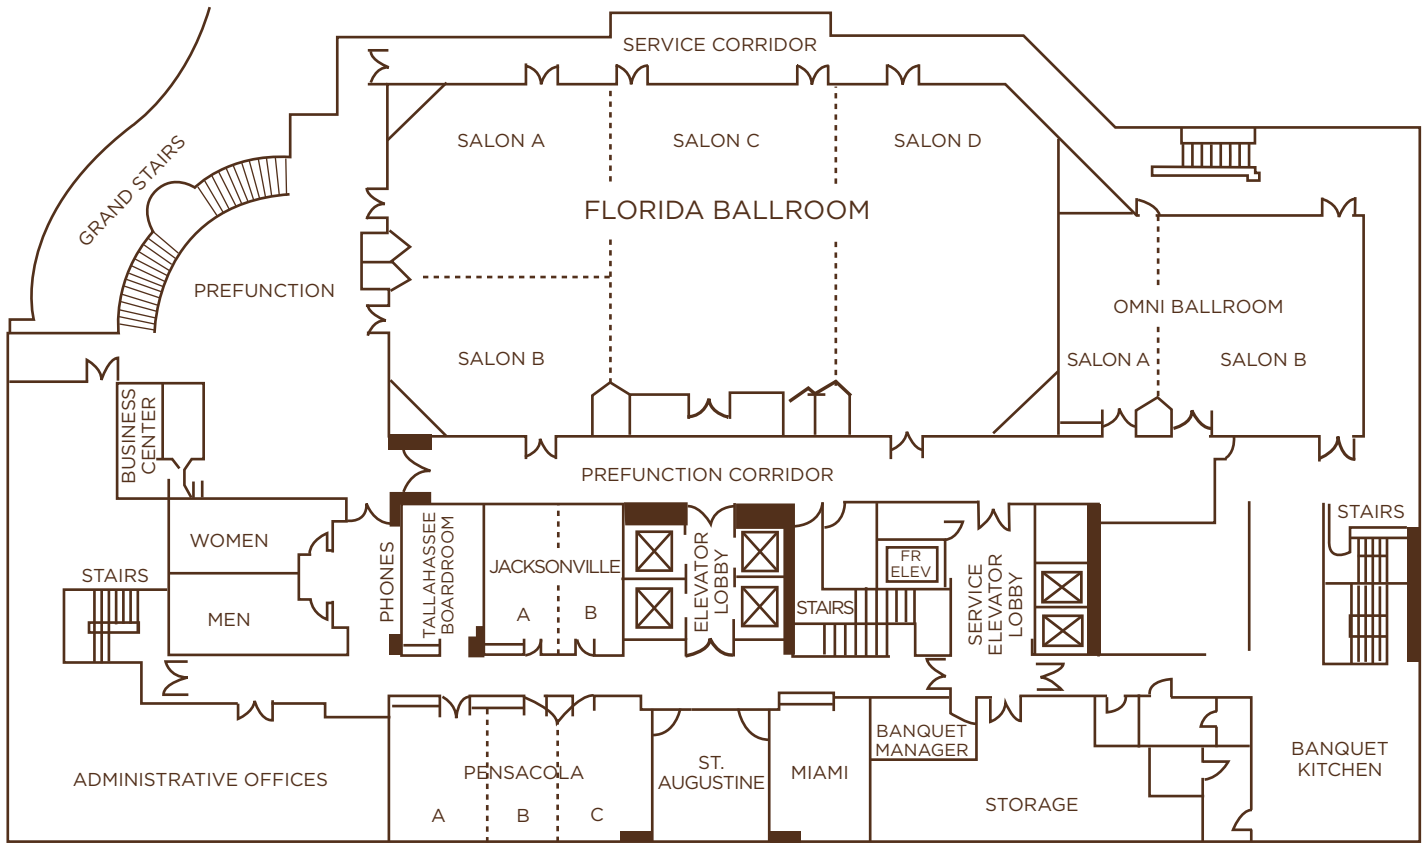 SERVICE CORRIDOR
SALON A
SALON C
SALON D
GRAND STAIRS
FLORIDA BALLROOM
PREFUNCTION
OMNI BALLROOM
SALON B
SALON A
SALON B
BUSINESS
CENTER
PREFUNCTION CORRIDOR
STAIRS
WOMEN
PHONES
TALLAHASSEE
BOARDROOM
JACKSONVILLE
A
B
ELEVATOR
LOBBY
FR
ELEV
STAIRS
SERVICE
ELEVATOR
LOBBY
STAIRS
MEN
BANQUET
MANAGER
BANQUET
KITCHEN
ADMINISTRATIVE OFFICES
PENSACOLA
A
B
C
ST.
AUGUSTINE
MIAMI
STORAGE